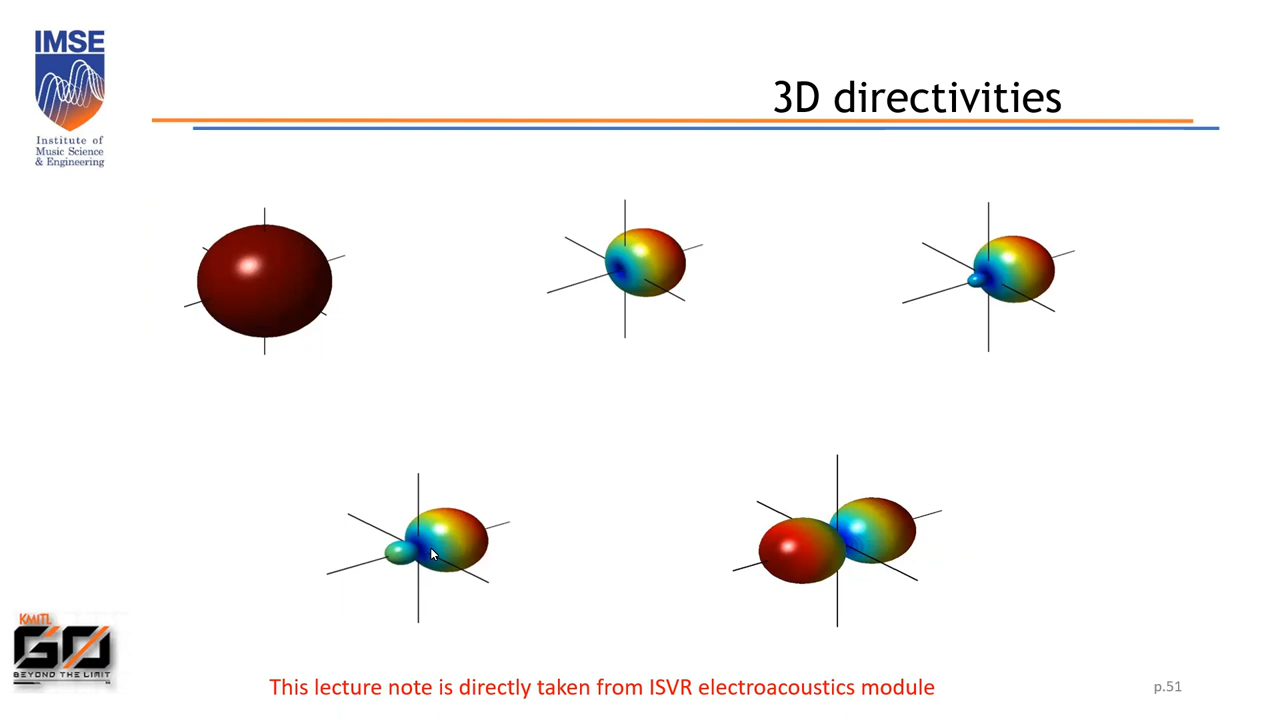 IMSE
Institute of
Music Science
& Engineering
3D directivities
KMITL
GO
BEYOND THE LIMIT
This lecture note is directly taken from ISVR electroacoustics module
p.51